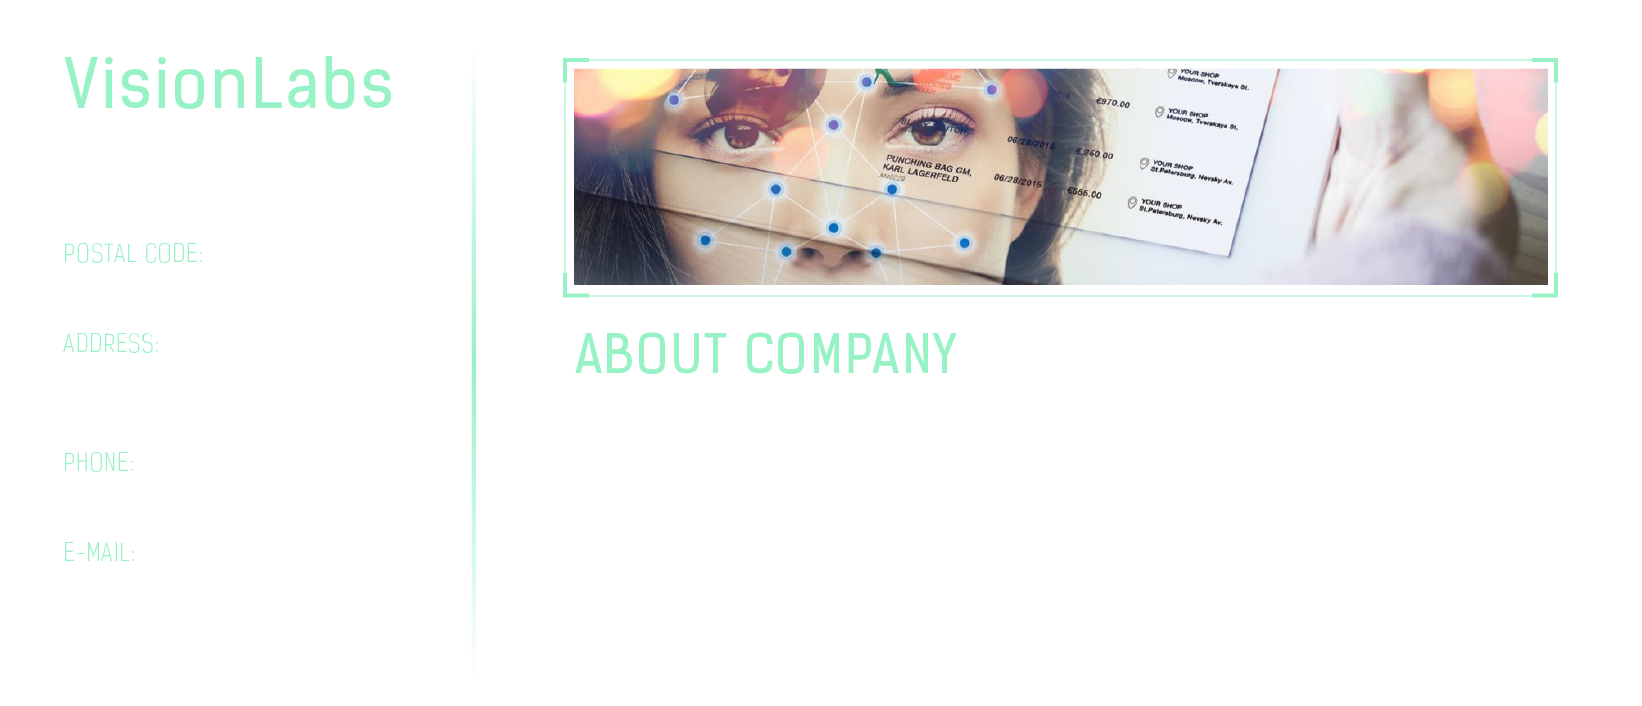 VisionLabs
POSTAL CODE:
ADDRESS:
PHONE:
E-MAIL:
YOUR SHOP
Moscow, Tverskaya St.
€970.00
YOUR SHOP
Moscow, Tverskaya St.
06/28/2015
€ 250.00
YOUR SHOP
St.Petersburg, Nevsky Av.
PUNCHING BAG GM,
KARL LAGERFELD
06/28/2015
€555.00
YOUR SHOP
St.Petersburg, Nevsky Av.
ABOUT COMPANY